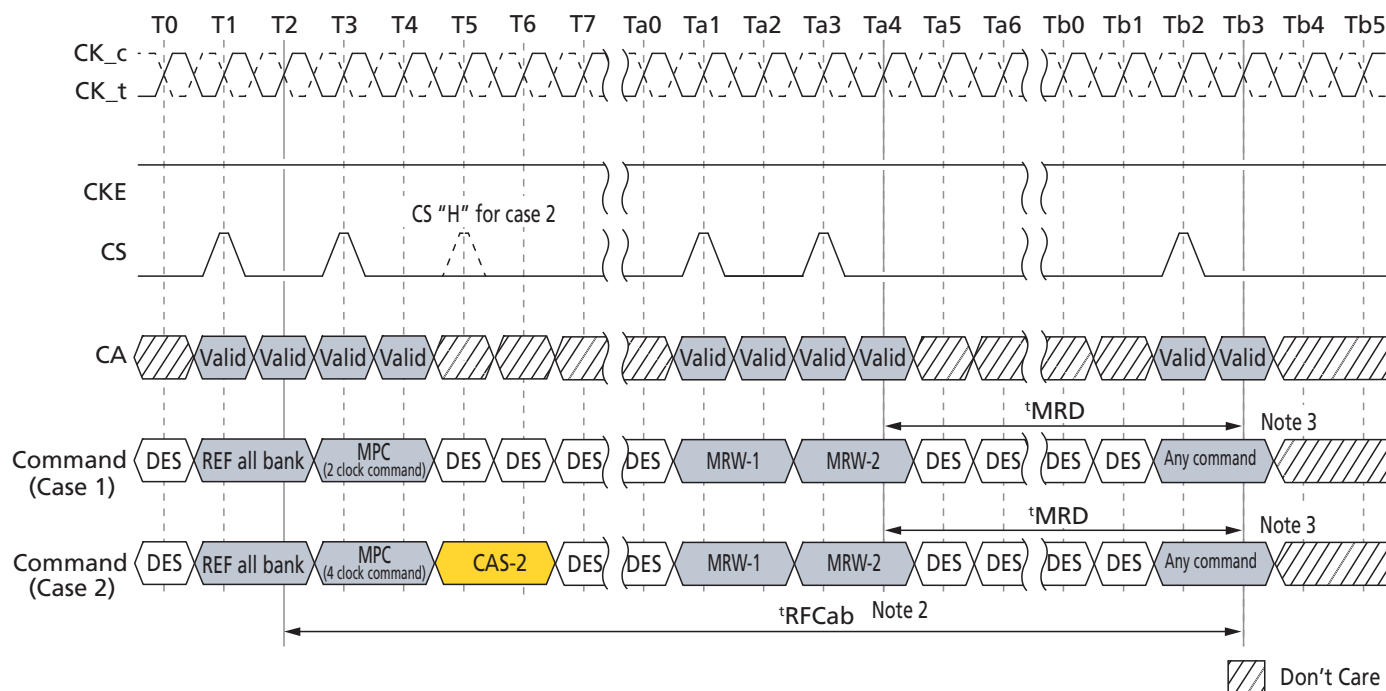 T0 T1 T2 T3 T4 T5 T6 T7 Ta0 Ta1 Ta2 Ta3 Ta4 Ta5 Ta6 Tb0 Tb1 Tb2 Tb3 Tb4 Tb5
CK_c
CK_t
CKE
CS "H" for case 2
CS
CA Valid Valid Valid Valid Valid Valid Valid Valid Valid Valid
tMRD Note 3
Command (Case 1) DES REF all bank MPC (2 clock command) DES DES DES DES MRW-1 MRW-2 DES DES DES DES Any command
tMRD Note 3
Command (Case 2) DES REF all bank MPC (4 clock command) CAS-2 DES DES MRW-1 MRW-2 DES DES DES DES Any command
tRFCab Note 2
Don't Care